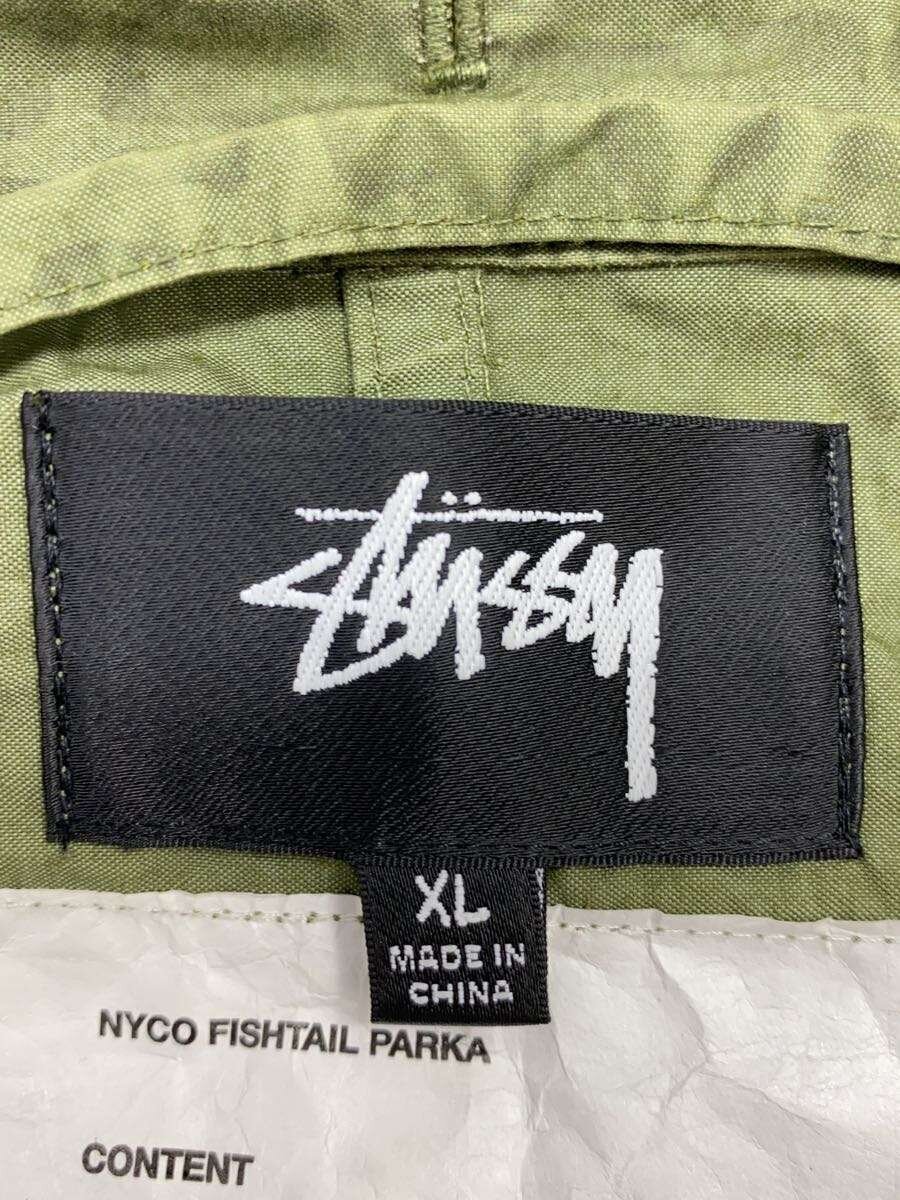 Stüssy
XL
MADE IN
CHINA
NYCO FISHTAIL PARKA
CONTENT